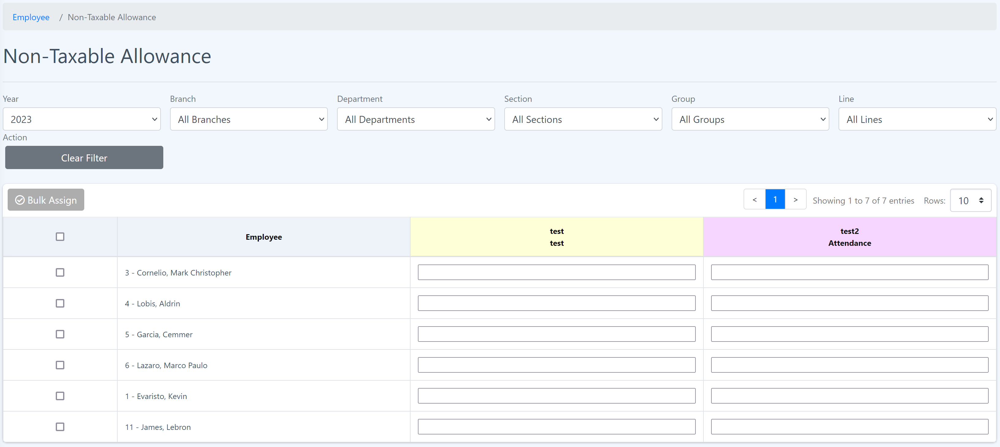 Employee / Non-Taxable Allowance
Non-Taxable Allowance
Year Branch Department Section Group Line
2023 All Branches All Departments All Sections All Groups All Lines
Action
Clear Filter
Bulk Assign < 1 > Showing 1 to 7 of 7 entries Rows: 10
Employee
test
test
test2
Attendance
3 - Cornelio, Mark Christopher
4 - Lobis, Aldrin
5 - Garcia, Cemmer
6 - Lazaro, Marco Paulo
1 - Evaristo, Kevin
11 - James, Lebron